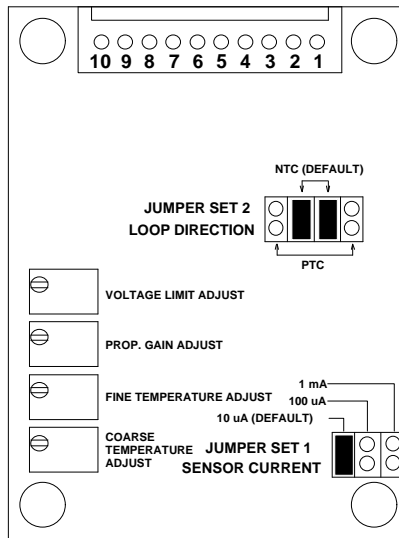 10 9 8 7 6 5 4 3 2 1
NTC (DEFAULT)
JUMPER SET 2
LOOP DIRECTION
PTC
VOLTAGE LIMIT ADJUST
PROP. GAIN ADJUST
FINE TEMPERATURE ADJUST
1 mA
100 uA
10 uA (DEFAULT)
COARSE
TEMPERATURE
ADJUST
JUMPER SET 1
SENSOR CURRENT